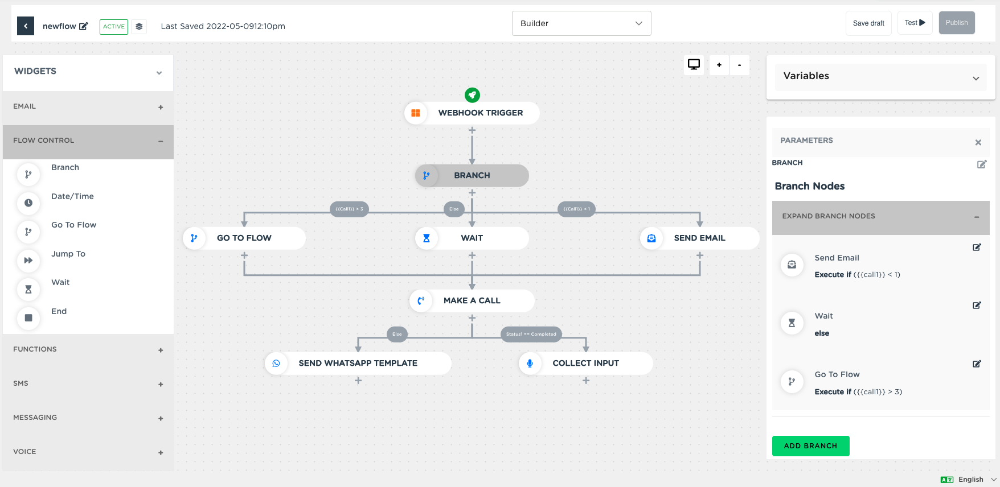 newflow
ACTIVE
Last Saved 2022-05-0912:10pm
Builder
Save draft
Test
Publish
WIDGETS
EMAIL +
FLOW CONTROL −
Branch
Date/Time
Go To Flow
Jump To
Wait
End
FUNCTIONS +
SMS +
MESSAGING +
VOICE +
+ -
WEBHOOK TRIGGER
+
BRANCH
+
{{Call1}} > 3
Else
{{Call1}} < 1
GO TO FLOW
WAIT
SEND EMAIL
+ + +
MAKE A CALL
+
Else
Status1 == Completed
SEND WHATSAPP TEMPLATE
COLLECT INPUT
+ +
Variables
PARAMETERS
BRANCH
Branch Nodes
EXPAND BRANCH NODES −
Send Email
Execute if ({{call1}} < 1)
Wait
else
Go To Flow
Execute if ({{call1}} > 3)
ADD BRANCH
A文 English